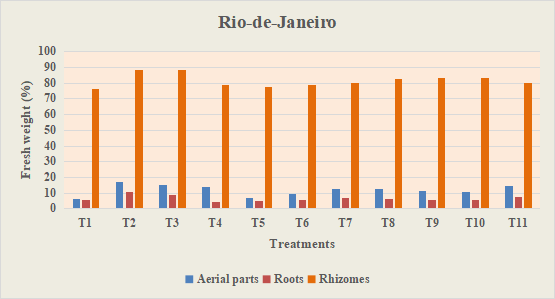 Rio-de-Janeiro
100
90
80
70
60
50
40
30
20
10
0
Fresh weight (%)
T1 T2 T3 T4 T5 T6 T7 T8 T9 T10 T11
Treatments
Aerial parts Roots Rhizomes